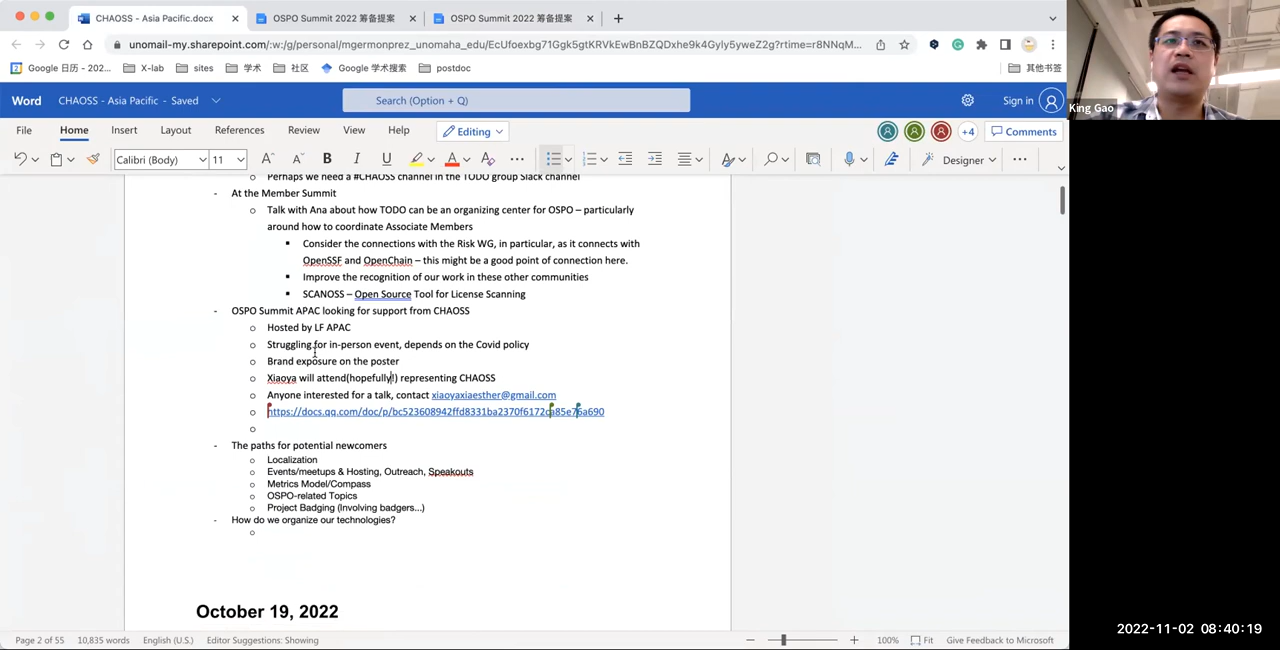 CHAOSS - Asia Pacific.docx
OSPO Summit 2022 筹备提案
OSPO Summit 2022 筹备提案
unomail-my.sharepoint.com/:w:/g/personal/mgermonprez_unomaha_edu/EcUfoexbg71Ggk5gtKRVkEwBnBZQDxhe9k4Gyly5yweZ2g?rtime=r8NNqM...
Google 日历 - 202...
X-lab
sites
学术
社区
Google 学术搜索
postdoc
其他书签
Word
CHAOSS - Asia Pacific - Saved
Search (Option + Q)
Sign in
King Gao
File Home Insert Layout References Review View Help Editing
+4 Comments
Calibri (Body) 11 B I U A Designer
Perhaps we need a #CHAOSS channel in the TODO group Slack channel
- At the Member Summit
o Talk with Ana about how TODO can be an organizing center for OSPO – particularly
around how to coordinate Associate Members
▪ Consider the connections with the Risk WG, in particular, as it connects with
OpenSSF and OpenChain – this might be a good point of connection here.
▪ Improve the recognition of our work in these other communities
▪ SCANOSS – Open Source Tool for License Scanning
- OSPO Summit APAC looking for support from CHAOSS
o Hosted by LF APAC
o Struggling for in-person event, depends on the Covid policy
o Brand exposure on the poster
o Xiaoya will attend(hopefully!) representing CHAOSS
o Anyone interested for a talk, contact xiaoyaxiaesther@gmail.com
o https://docs.qq.com/doc/p/bc523608942ffd8331ba2370f6172ca85e76a690
o
- The paths for potential newcomers
o Localization
o Events/meetups & Hosting, Outreach, Speakouts
o Metrics Model/Compass
o OSPO-related Topics
o Project Badging (Involving badgers...)
- How do we organize our technologies?
o
October 19, 2022
Page 2 of 55 10,835 words English (U.S.) Editor Suggestions: Showing
100% Fit Give Feedback to Microsoft
2022-11-02 08:40:19